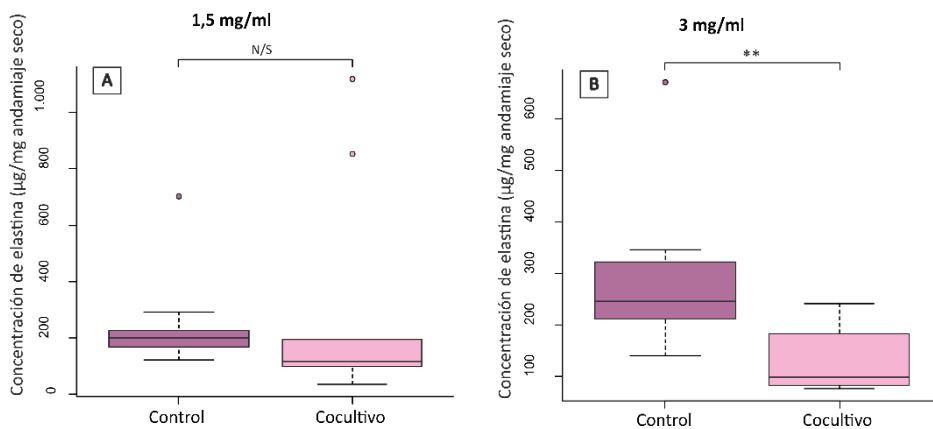 1,5 mg/ml
N/S
A
Concentración de elastina (µg/mg andamiaje seco)
1.000
800
600
400
200
0
Control
Cocultivo
3 mg/ml
**
B
Concentración de elastina (µg/mg andamiaje seco)
600
400
300
200
100
Control
Cocultivo